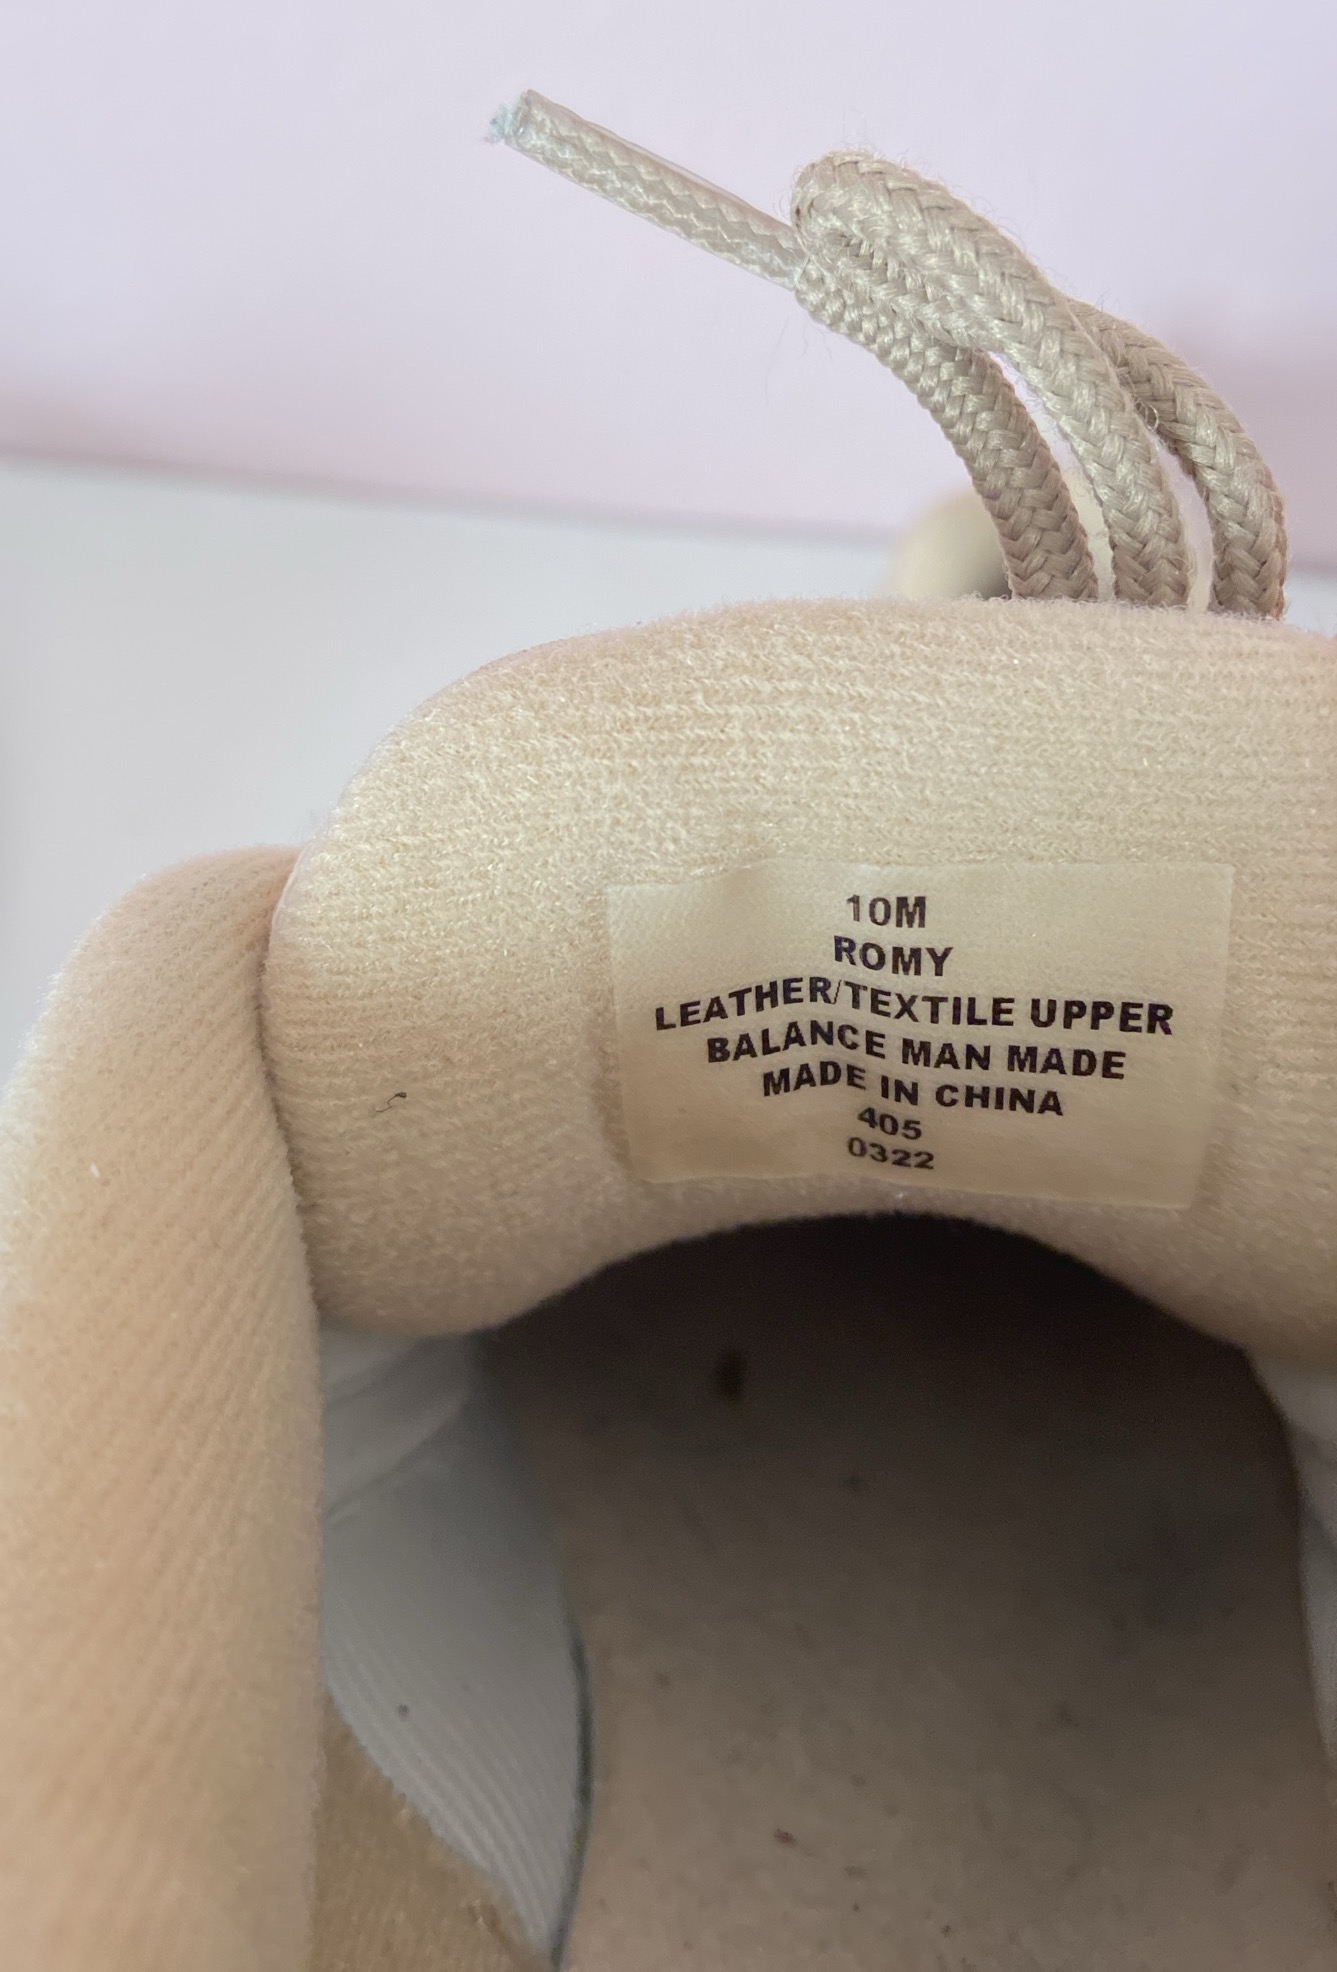 10M
ROMY
LEATHER/TEXTILE UPPER
BALANCE MAN MADE
MADE IN CHINA
405
0322